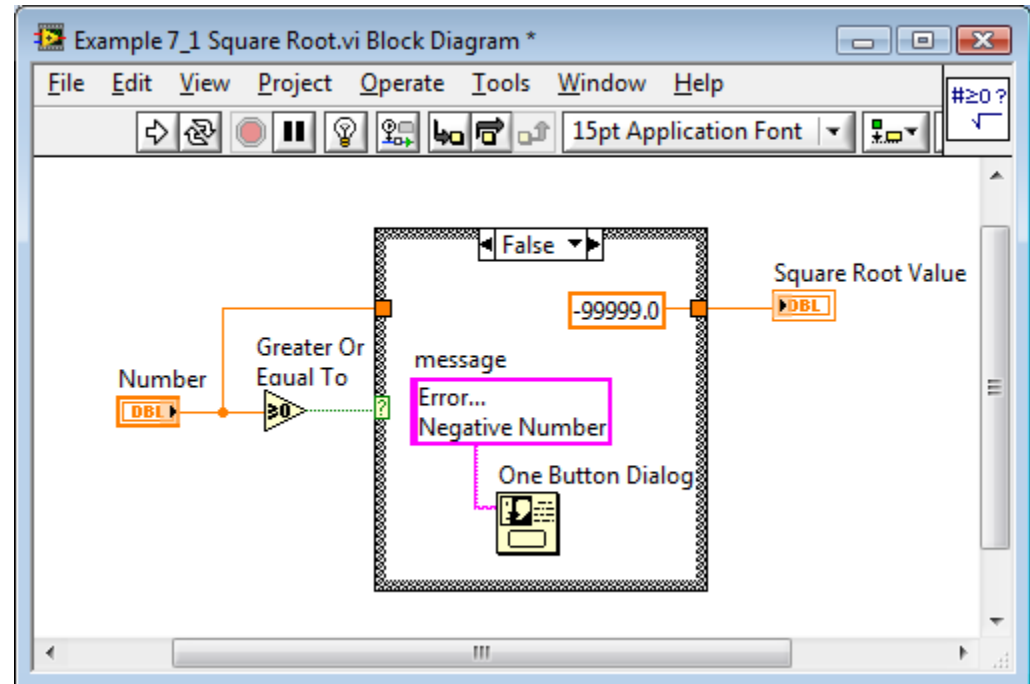 Example 7_1 Square Root.vi Block Diagram *
File Edit View Project Operate Tools Window Help
#≥0 ?
√
15pt Application Font
False
Square Root Value
-99999.0
DBL
Greater Or
Equal To
message
Number
Error...
DBL
≥0
?
Negative Number
One Button Dialog